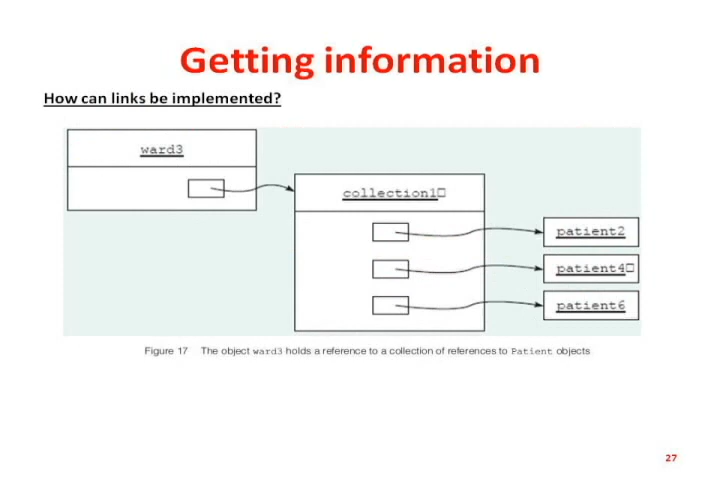 Getting information
How can links be implemented?
ward3
collection1□
patient2
patient4□
patient6
Figure 17 The object ward3 holds a reference to a collection of references to Patient objects
27